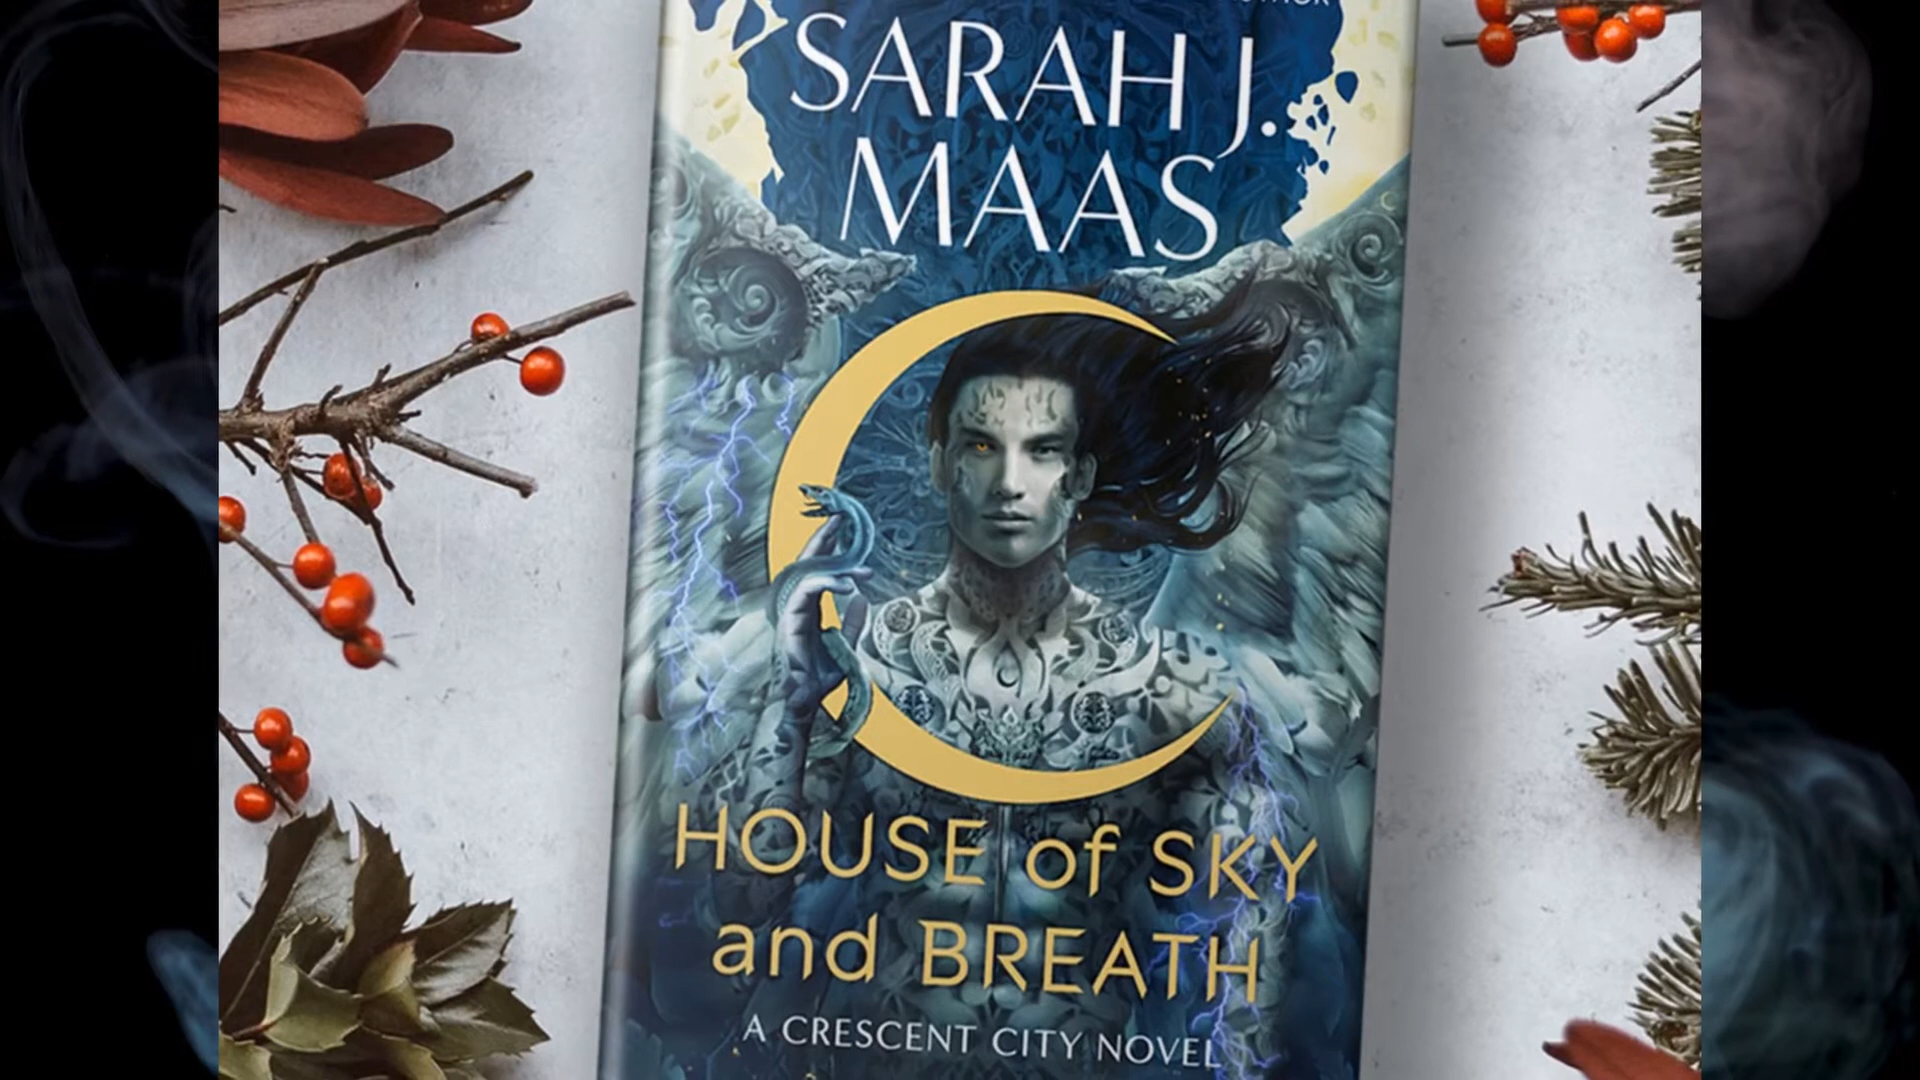 SARAH J.
MAAS
HOUSE of SKY
and BREATH
A CRESCENT CITY NOVEL